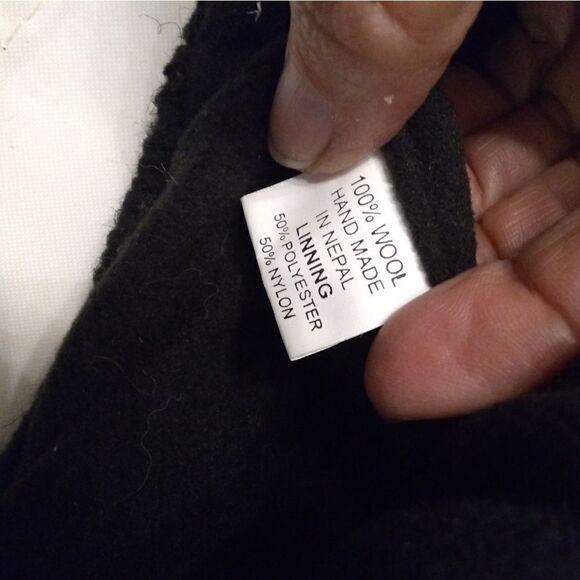 100% WOOL
HAND MADE
IN NEPAL
LINNING
50% POLYESTER
50% NYLON